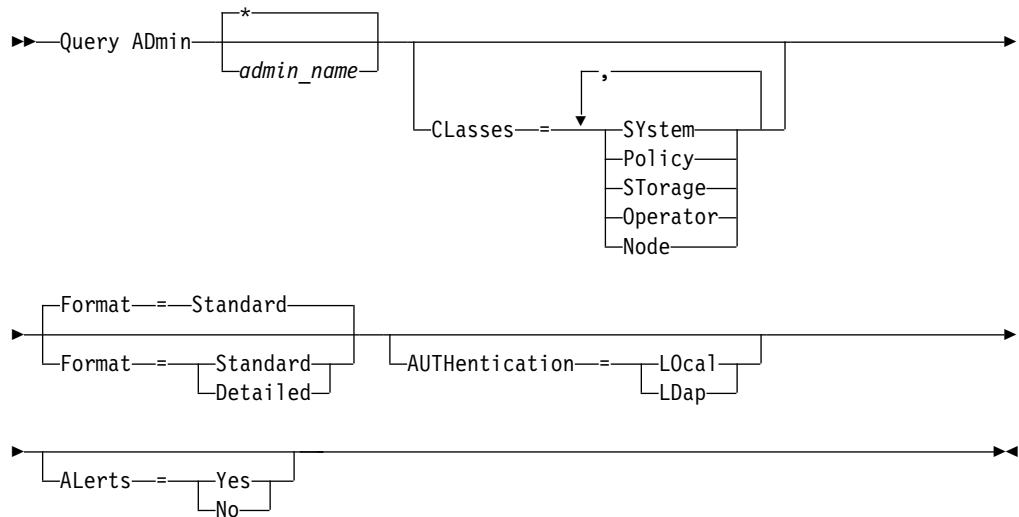 *
Query ADmin
admin_name
,
CLasses = SYstem
Policy
STorage
Operator
Node
Format = Standard
Format = Standard
Detailed
AUTHentication = LOcal
LDap
ALerts = Yes
No